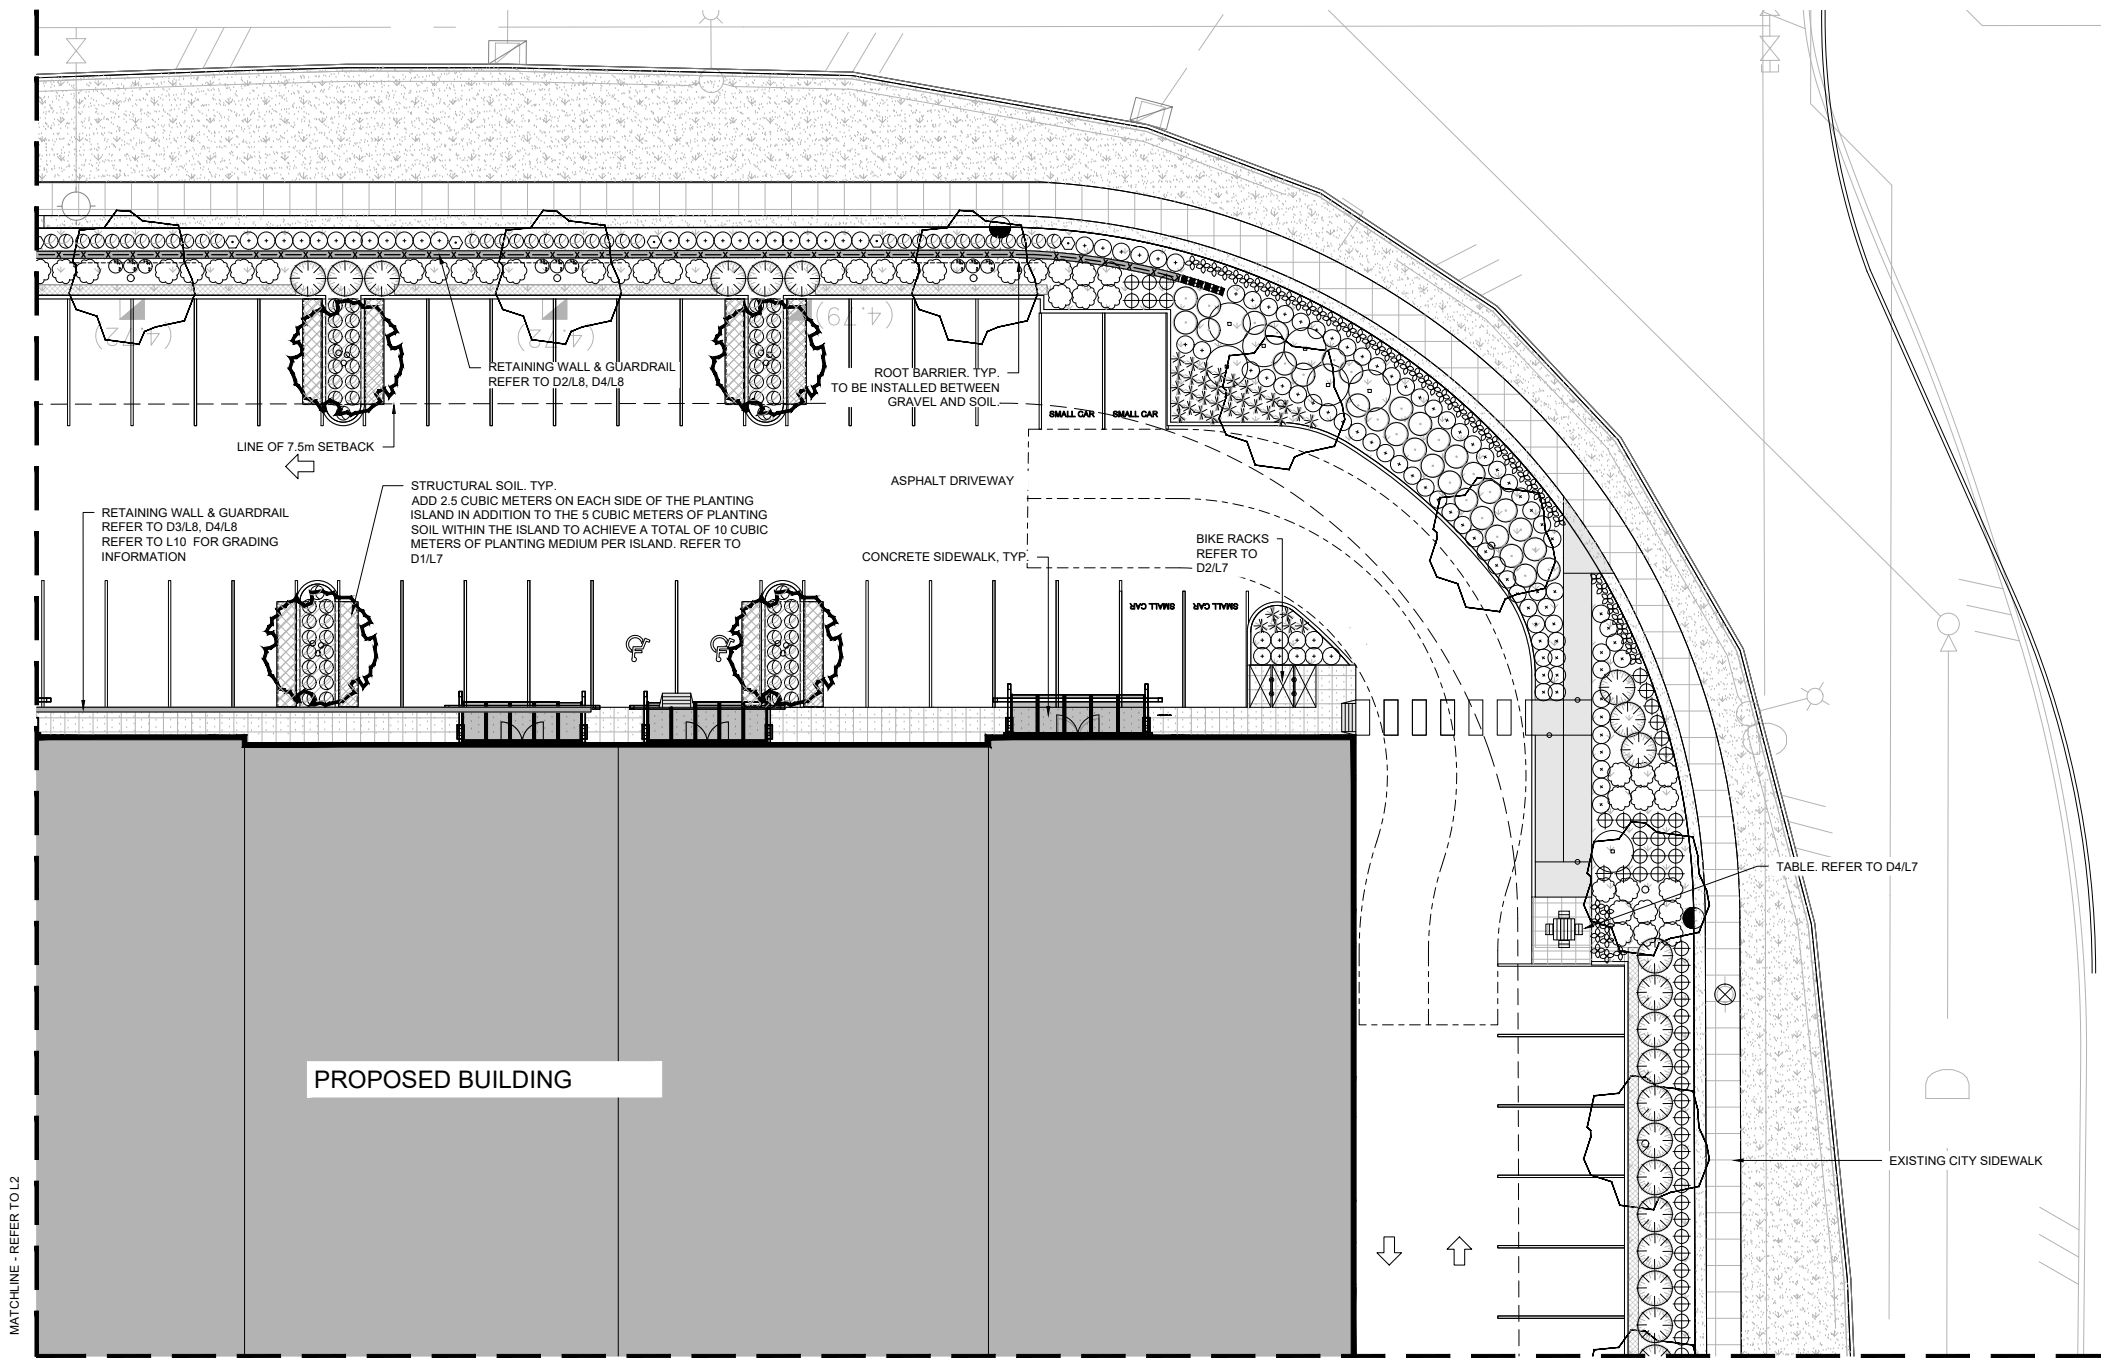 (4.72)
(4.79)
(4.79)
RETAINING WALL & GUARDRAIL
REFER TO D2/L8, D4/L8
ROOT BARRIER. TYP.
TO BE INSTALLED BETWEEN
GRAVEL AND SOIL.
SMALL CAR
SMALL CAR
LINE OF 7.5m SETBACK
ASPHALT DRIVEWAY
STRUCTURAL SOIL. TYP.
ADD 2.5 CUBIC METERS ON EACH SIDE OF THE PLANTING
ISLAND IN ADDITION TO THE 5 CUBIC METERS OF PLANTING
SOIL WITHIN THE ISLAND TO ACHIEVE A TOTAL OF 10 CUBIC
METERS OF PLANTING MEDIUM PER ISLAND. REFER TO
D1/L7
RETAINING WALL & GUARDRAIL
REFER TO D3/L8, D4/L8
REFER TO L10 FOR GRADING
INFORMATION
CONCRETE SIDEWALK, TYP.
BIKE RACKS
REFER TO
D2/L7
SMALL CAR
SMALL CAR
TABLE. REFER TO D4/L7
PROPOSED BUILDING
EXISTING CITY SIDEWALK
MATCHLINE - REFER TO L2